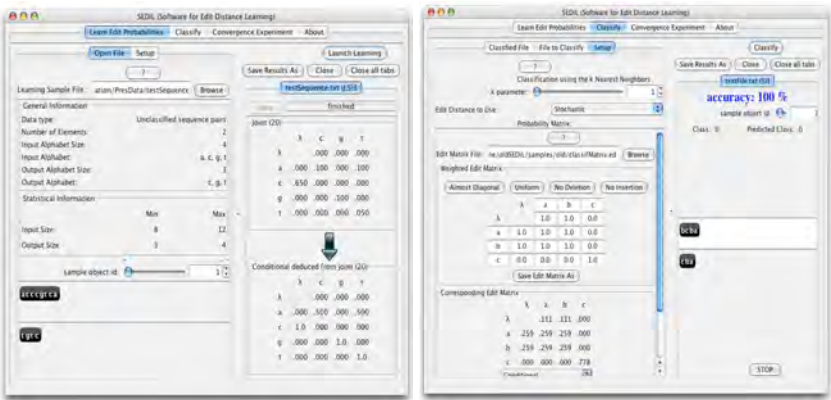 SEDiL (Software for Edit Distance Learning)
Learn Edit Probabilities Classify Convergence Experiment About
Open File Setup
?
Learning Sample File: ation/PresData/testSequence Browse
General Information
Data type: Unclassified sequence pairs
Number of Elements: 2
Input Alphabet Size: 4
Input Alphabet: a, c, g, t
Output Alphabet Size: 3
Output Alphabet: c, g, t
Statistical Information
Min Max
Input Size: 8 12
Output Size: 3 4
sample object id: 1
acccgtca
cgtc
Launch Learning
Save Results As Close Close all tabs
testSequence.txt (LS)
finished
Joint (20)
λ c g t
λ .000 .000 .000
a .000 .100 .000 .100
c .650 .000 .000 .000
g .000 .000 .100 .000
t .000 .000 .000 .050
Conditional deduced from joint (20)
λ c g t
λ .000 .000 .000
a .000 .500 .000 .500
c 1.0 .000 .000 .000
g .000 .000 1.0 .000
t .000 .000 .000 1.0
SEDiL (Software for Edit Distance Learning)
Learn Edit Probabilities Classify Convergence Experiment About
Classified File File to Classify Setup
?
Classification using the k Nearest Neighbors
k parameter: 1
Edit Distance to Use: Stochastic
Probability Matrix:
?
Edit Matrix File: Browse
Weighted Edit Matrix
Almost Diagonal Uniform No Deletion No Insertion
λ a b c
λ 1.0 1.0 0.0
a 1.0 1.0 1.0 0.0
b 1.0 1.0 1.0 0.0
c 0.0 0.0 0.0 1.0
Save Edit Matrix As
Corresponding Edit Matrix
λ a b c
λ .111 .111 .000
a .259 .259 .259 .000
b .259 .259 .259 .000
c .000 .000 .000 .778
Conditional
Classify
Save Results As Close Close all tabs
accuracy: 100 %
sample object id:
Class: 0 Predicted Class: 0
bcba
cba
STOP